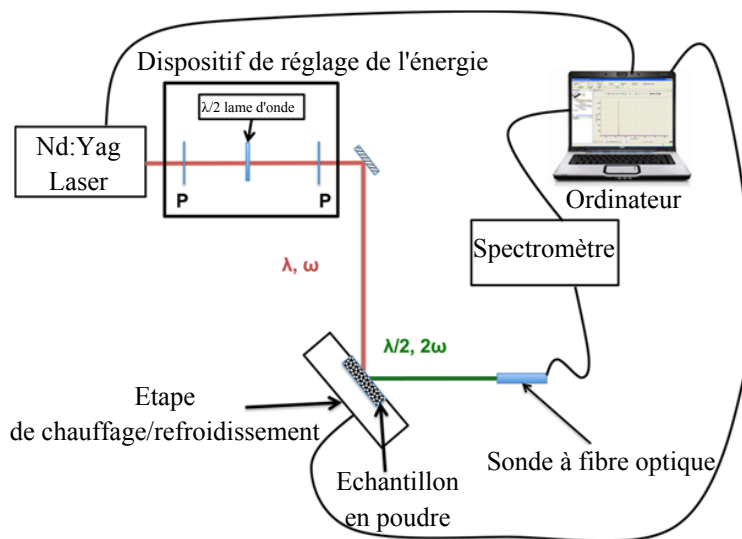 Dispositif de réglage de l'énergie
λ/2 lame d'onde
Nd:Yag
Laser
P
P
Ordinateur
Spectromètre
λ, ω
λ/2, 2ω
Etape
de chauffage/refroidissement
Echantillon
en poudre
Sonde à fibre optique